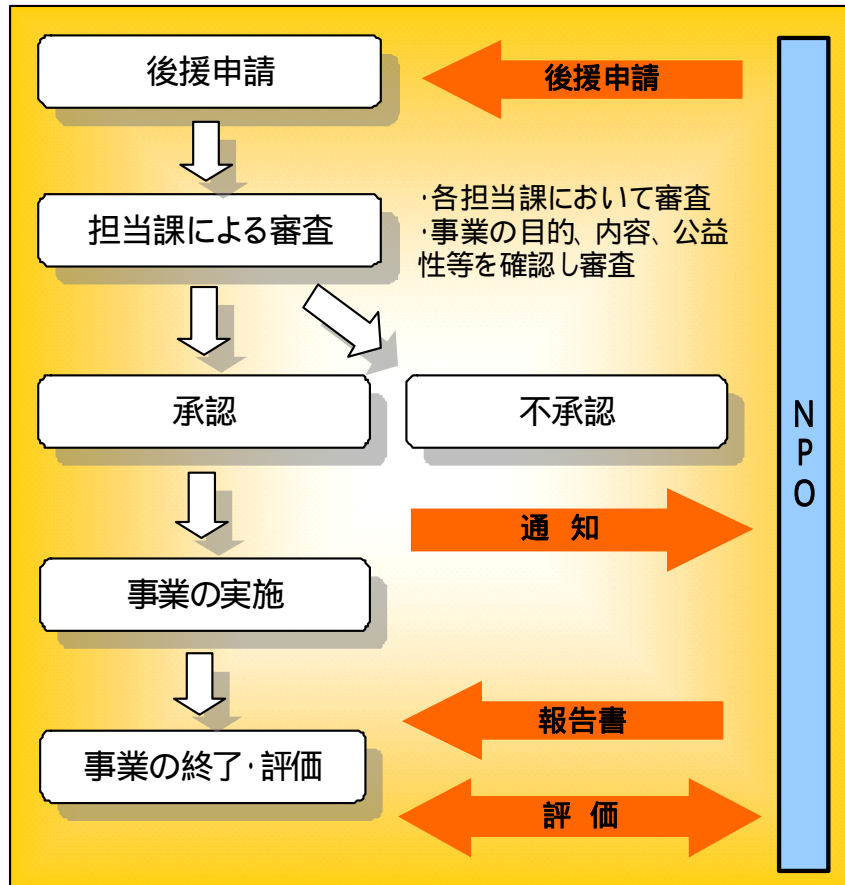 後援申請
後援申請
担当課による審査
・各担当課において審査
・事業の目的、内容、公益
性等を確認し審査
承認
不承認
NPO
通 知
事業の実施
報告書
事業の終了・評価
評 価